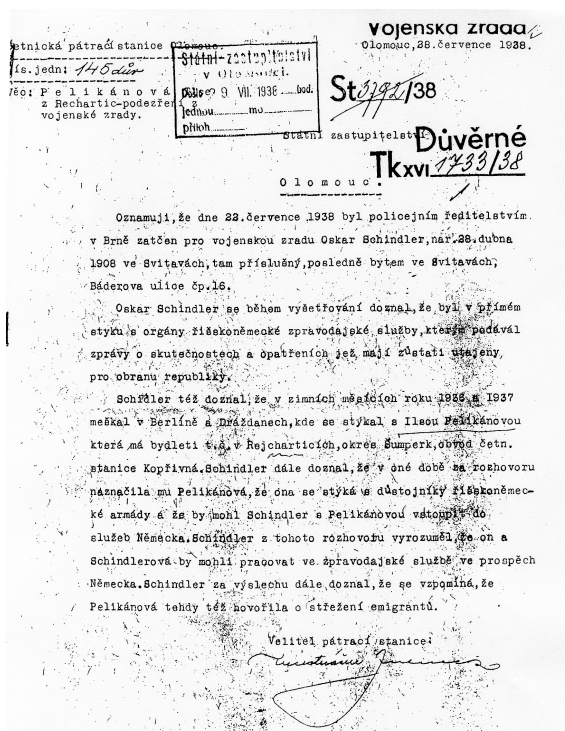 Vojenská zrada
četnická pátrací stanice Olomouc.
Olomouc, 28.července 1938.
čís.jedn: 145 dův
Věc: P e l i k á n o v á
z Rechartic-podezření z
vojenské zrady.
Státní-zastupitelství
v Olomouci.
Došlo 29 VII. 1938 hod.
jednou mo
příloh
St 3792/38
Státní zastupitelství
Důvěrné
Tk XVI 1733/38
O l o m o u c .
Oznamuji,že dne 22.července 1938 byl policejním ředitelstvím
v Brně zatčen pro vojenskou zradu Oskar Schindler,nar.28.dubna
1908 ve Svitavách,tam příslušný,posledně bytem ve Svitavách,
Báderova ulice čp.16.
Oskar Schindler se během vyšetřování doznal,že byl v přímém
styku s orgány říšskoněmecké zpravodajské služby,kterým podával
zprávy o skutečnostech a opatřeních jež mají zůstati utajeny
pro obranu republiky.
Schidler též doznal,že v zimních měsících roku 1936 a 1937
meškal v Berlíně a Drážďanech,kde se stýkal s Ilsou Pelikánovou
která má bydleti t.č.v Rejcharticích,okres Šumperk,obvod četn.
stanice Kopřivná.Schindler dále doznal,že v oné době za rozhovoru
naznačila mu Pelikánová,že ona se stýká s důstojníky říšskoněmec-
ké armády a že by mohl Schindler s Pelikánovou vstoupit do
služeb Německa.Schindler z tohoto rozhovoru vyrozuměl,že on a
Schindlerová by mohli pracovat ve zpravodajské službě ve prospěch
Německa.Schindler za výslechu dále doznal,že se vzpomíná,že
Pelikánová tehdy též hovořila o střežení emigrantů.
Velitel pátrací stanice: